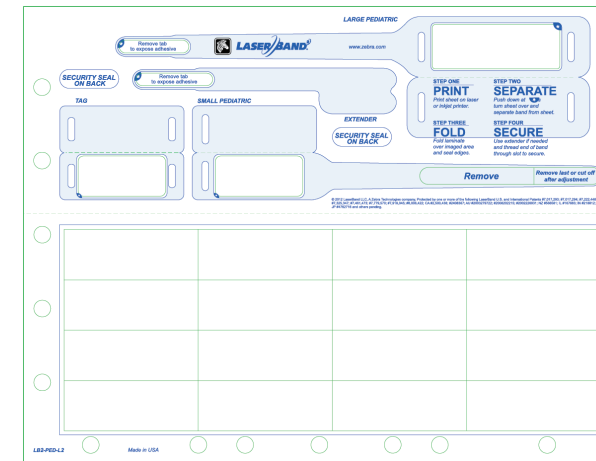 LARGE PEDIATRIC
Remove tab
to expose adhesive
LASERBAND®
www.zebra.com
SECURITY SEAL
ON BACK
Remove tab
to expose adhesive
STEP ONE
PRINT
Print sheet on laser
or inkjet printer.
STEP TWO
SEPARATE
Push down at
turn sheet over and
separate band from sheet.
TAG
SMALL PEDIATRIC
EXTENDER
SECURITY SEAL
ON BACK
STEP THREE
FOLD
Fold laminate
over imaged area
and seal edges.
STEP FOUR
SECURE
Use extender if needed
and thread end of band
through slot to secure.
Remove
Remove last or cut off
after adjustment
LB2-PED-L2
Made in USA